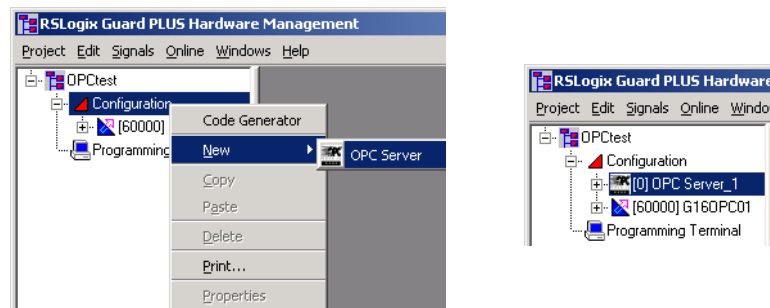 RSLogix Guard PLUS Hardware Management
Project Edit Signals Online Windows Help
OPCtest
Configuration
[60000]
Programming
Code Generator
New
Copy
Paste
Delete
Print...
Properties
OPC Server
RSLogix Guard PLUS Hardware
Project Edit Signals Online Windo
OPCtest
Configuration
[0] OPC Server_1
[60000] G16OPC01
Programming Terminal